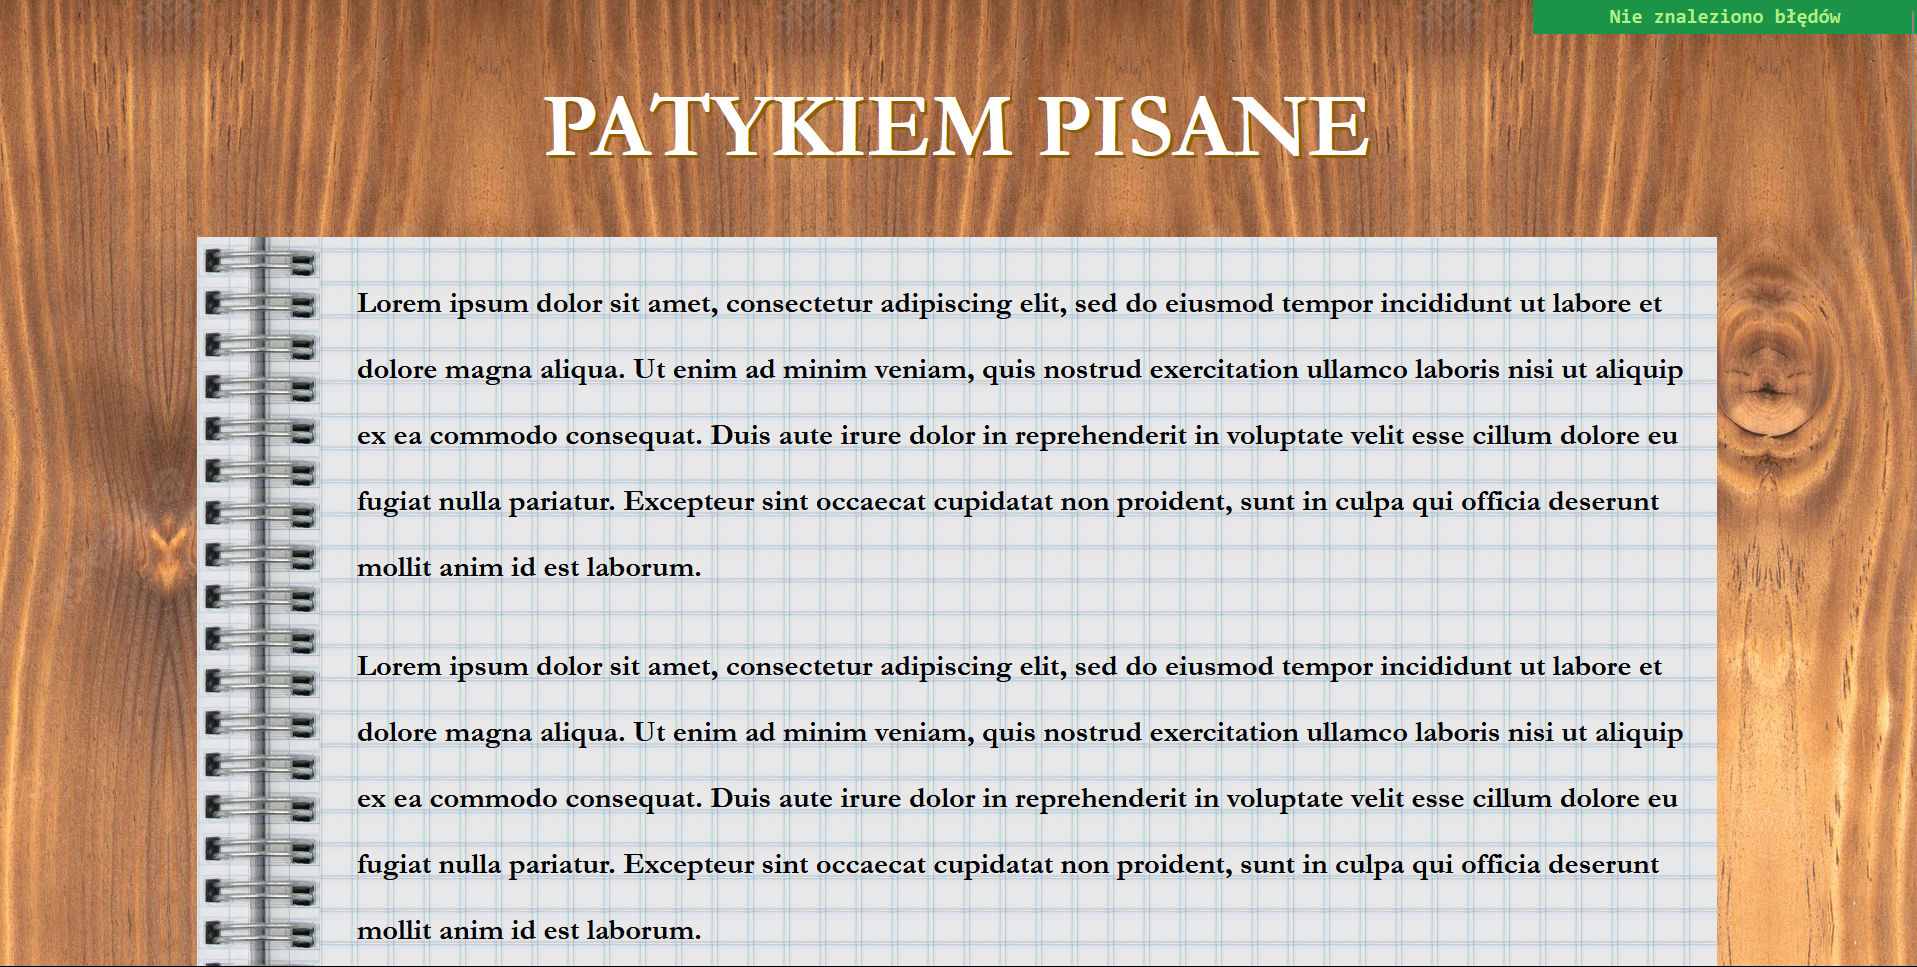 Nie znaleziono błędów
PATYKIEM PISANE
Lorem ipsum dolor sit amet, consectetur adipiscing elit, sed do eiusmod tempor incididunt ut labore et
dolore magna aliqua. Ut enim ad minim veniam, quis nostrud exercitation ullamco laboris nisi ut aliquip
ex ea commodo consequat. Duis aute irure dolor in reprehenderit in voluptate velit esse cillum dolore eu
fugiat nulla pariatur. Excepteur sint occaecat cupidatat non proident, sunt in culpa qui officia deserunt
mollit anim id est laborum.
Lorem ipsum dolor sit amet, consectetur adipiscing elit, sed do eiusmod tempor incididunt ut labore et
dolore magna aliqua. Ut enim ad minim veniam, quis nostrud exercitation ullamco laboris nisi ut aliquip
ex ea commodo consequat. Duis aute irure dolor in reprehenderit in voluptate velit esse cillum dolore eu
fugiat nulla pariatur. Excepteur sint occaecat cupidatat non proident, sunt in culpa qui officia deserunt
mollit anim id est laborum.